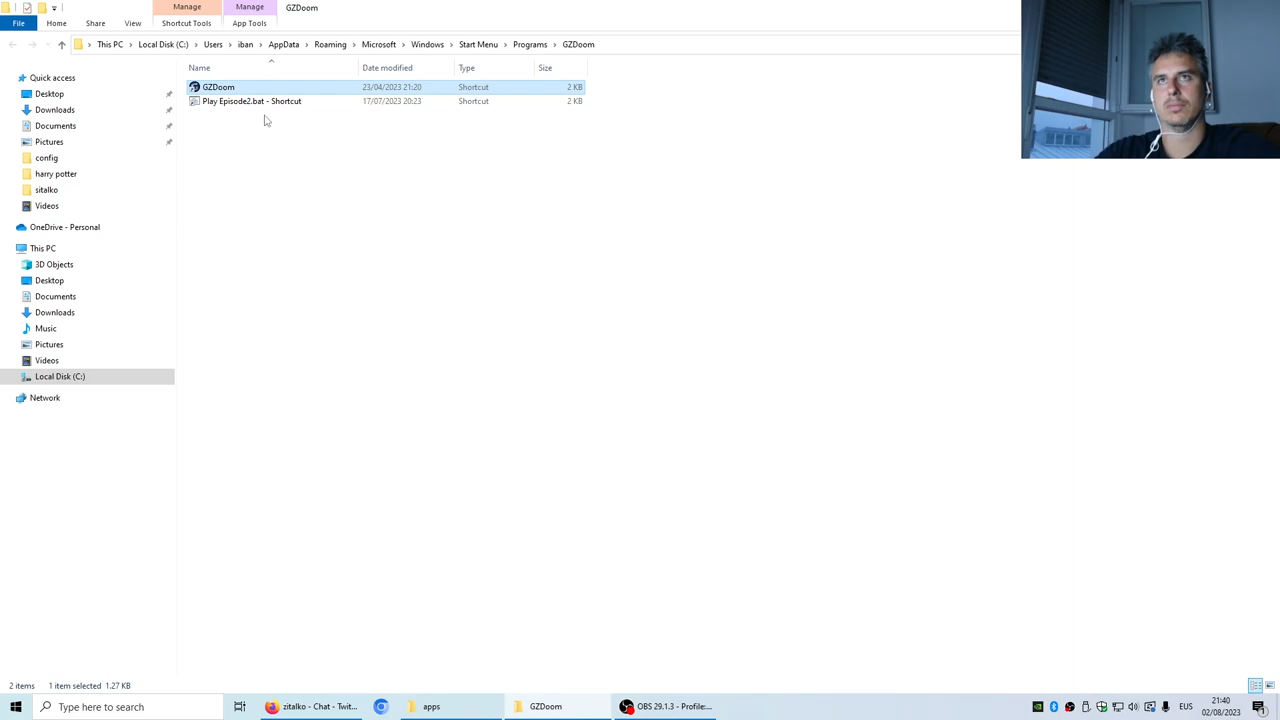 Manage
Manage
GZDoom
File
Home
Share
View
Shortcut Tools
App Tools
This PC
Local Disk (C:)
Users
iban
AppData
Roaming
Microsoft
Windows
Start Menu
Programs
GZDoom
Name
Date modified
Type
Size
GZDoom
23/04/2023 21:20
Shortcut
2 KB
Play Episode2.bat - Shortcut
17/07/2023 20:23
Shortcut
2 KB
Quick access
Desktop
Downloads
Documents
Pictures
config
harry potter
sitalko
Videos
OneDrive - Personal
This PC
3D Objects
Desktop
Documents
Downloads
Music
Pictures
Videos
Local Disk (C:)
Network
2 items
1 item selected 1.27 KB
Type here to search
zitalko - Chat - Twit...
apps
GZDoom
OBS 29.1.3 - Profile:...
EUS
21:40
02/08/2023
1